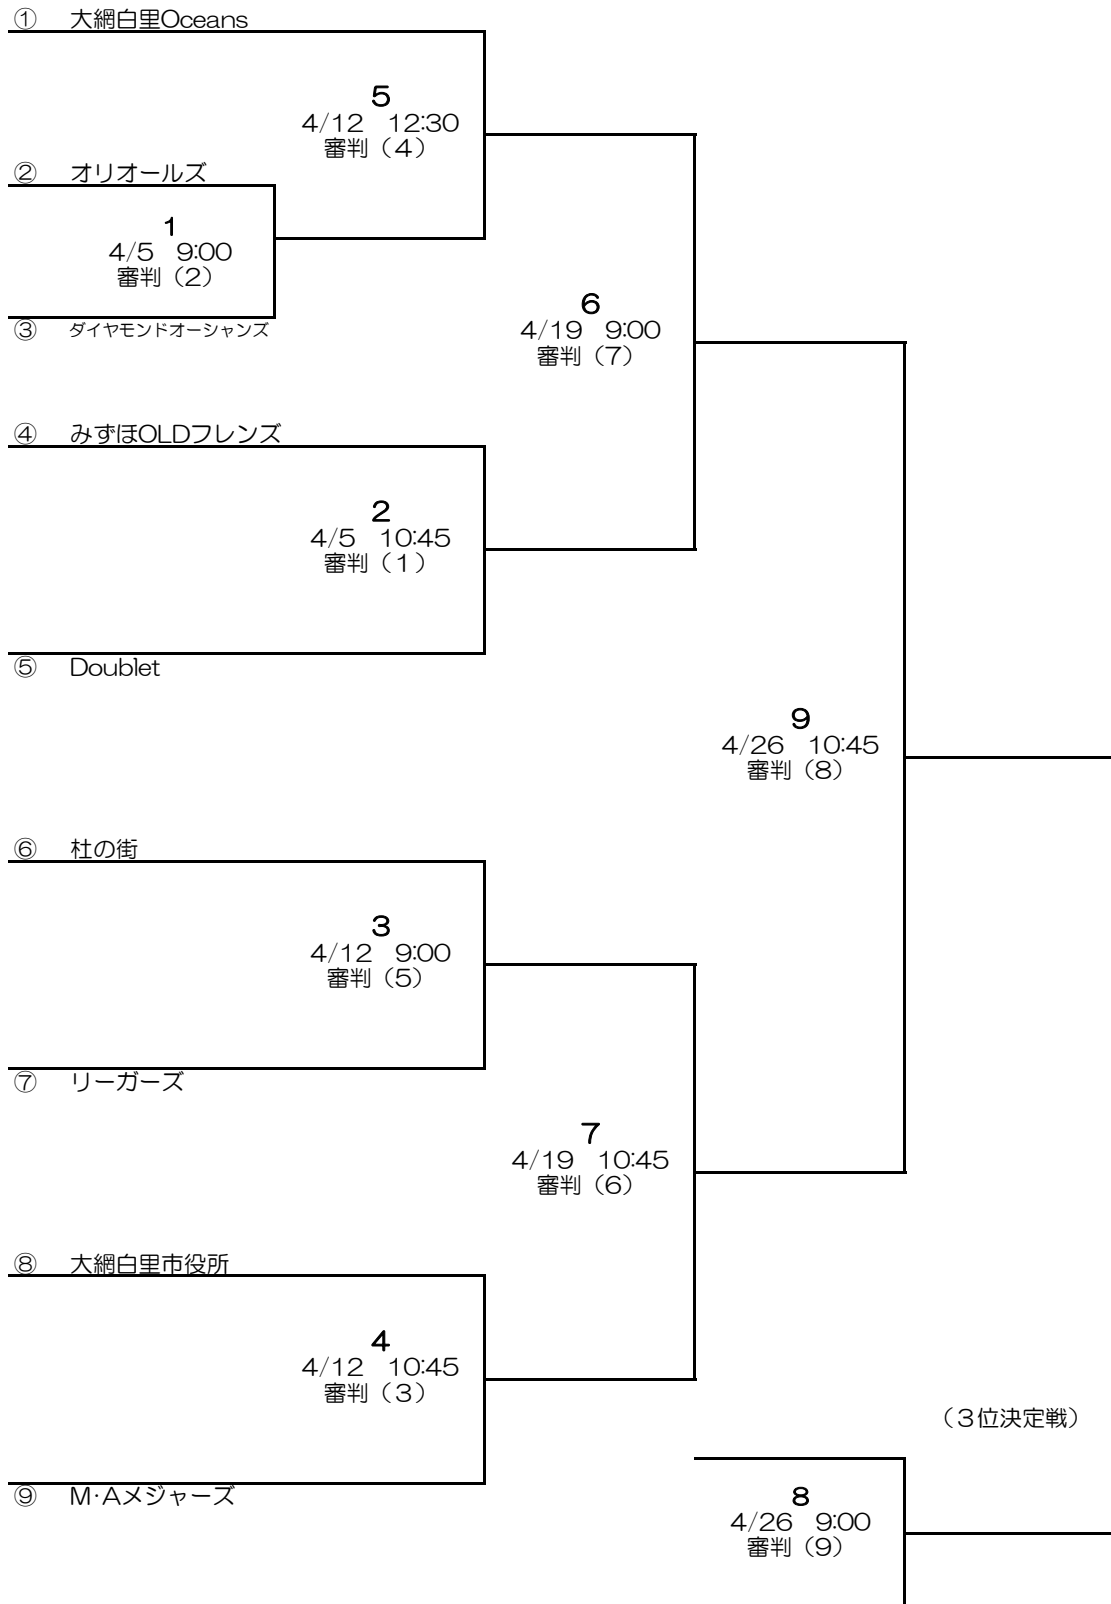 ① 大網白里Oceans
5
4/12 12:30
審判（4）
② オリオールズ
1
4/5 9:00
審判（2）
③ ダイヤモンドオーシャンズ
6
4/19 9:00
審判（7）
④ みずほOLDフレンズ
2
4/5 10:45
審判（1）
⑤ Doublet
9
4/26 10:45
審判（8）
⑥ 杜の街
3
4/12 9:00
審判（5）
⑦ リーガーズ
7
4/19 10:45
審判（6）
⑧ 大網白里市役所
4
4/12 10:45
審判（3）
（３位決定戦）
⑨ M・Aメジャーズ
8
4/26 9:00
審判（9）